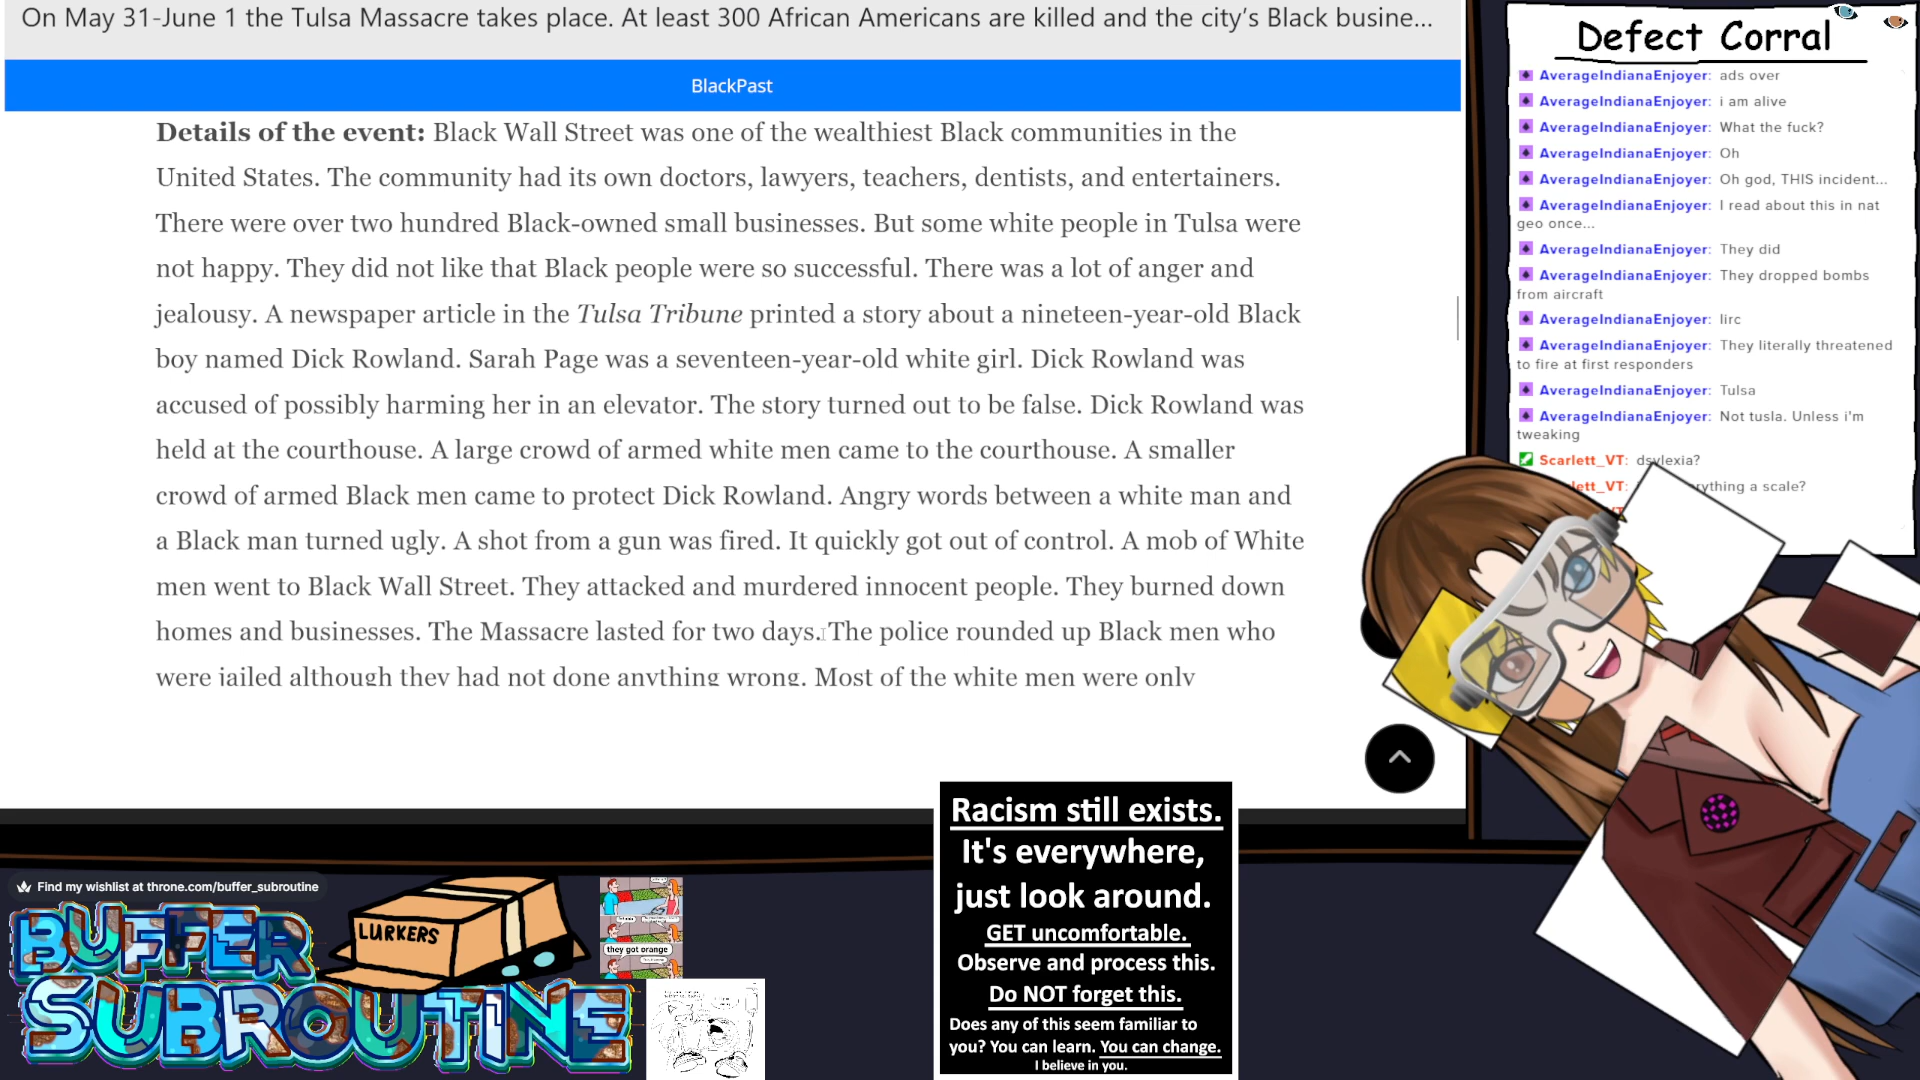 On May 31-June 1 the Tulsa Massacre takes place. At least 300 African Americans are killed and the city’s Black busine...
BlackPast
Details of the event: Black Wall Street was one of the wealthiest Black communities in the
United States. The community had its own doctors, lawyers, teachers, dentists, and entertainers.
There were over two hundred Black-owned small businesses. But some white people in Tulsa were
not happy. They did not like that Black people were so successful. There was a lot of anger and
jealousy. A newspaper article in the Tulsa Tribune printed a story about a nineteen-year-old Black
boy named Dick Rowland. Sarah Page was a seventeen-year-old white girl. Dick Rowland was
accused of possibly harming her in an elevator. The story turned out to be false. Dick Rowland was
held at the courthouse. A large crowd of armed white men came to the courthouse. A smaller
crowd of armed Black men came to protect Dick Rowland. Angry words between a white man and
a Black man turned ugly. A shot from a gun was fired. It quickly got out of control. A mob of White
men went to Black Wall Street. They attacked and murdered innocent people. They burned down
homes and businesses. The Massacre lasted for two days. The police rounded up Black men who
were jailed although they had not done anything wrong. Most of the white men were only
Defect Corral
AverageIndianaEnjoyer: ads over
AverageIndianaEnjoyer: i am alive
AverageIndianaEnjoyer: What the fuck?
AverageIndianaEnjoyer: Oh
AverageIndianaEnjoyer: Oh god, THIS incident...
AverageIndianaEnjoyer: I read about this in nat
geo once...
AverageIndianaEnjoyer: They did
AverageIndianaEnjoyer: They dropped bombs
from aircraft
AverageIndianaEnjoyer: Iirc
AverageIndianaEnjoyer: They literally threatened
to fire at first responders
AverageIndianaEnjoyer: Tulsa
AverageIndianaEnjoyer: Not tusla. Unless i'm
tweaking
Scarlett_VT: dsylexia?
lett_VT: rything a scale?
Find my wishlist at throne.com/buffer_subroutine
BUFFER
SUBROUTINE
LURKERS
they got orange
Racism still exists.
It's everywhere,
just look around.
GET uncomfortable.
Observe and process this.
Do NOT forget this.
Does any of this seem familiar to
you? You can learn. You can change.
I believe in you.